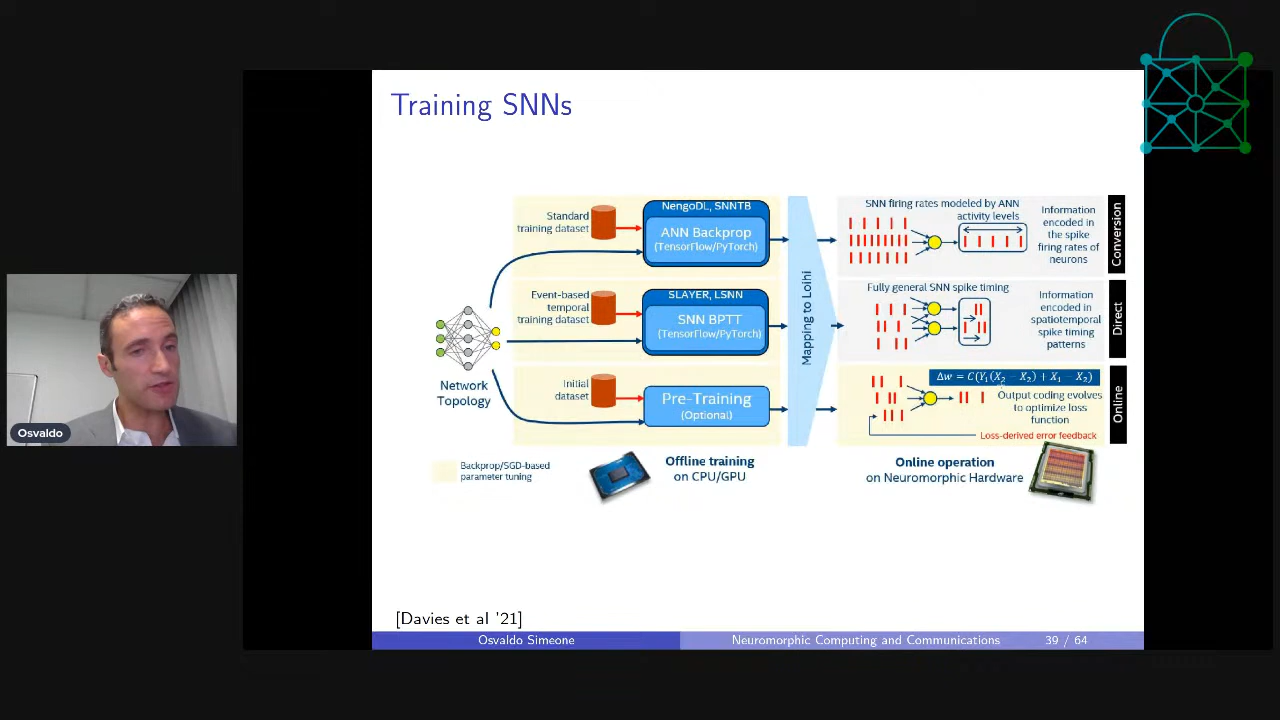 Training SNNs
Standard
training dataset
NengoDL, SNNTB
ANN Backprop
(TensorFlow/PyTorch)
SNN firing rates modeled by ANN
activity levels
Information
encoded in
the spike
firing rates of
neurons
Conversion
Event-based
temporal
training dataset
SLAYER, LSNN
SNN BPTT
(TensorFlow/PyTorch)
Mapping to Loihi
Fully general SNN spike timing
Information
encoded in
spatiotemporal
spike timing
patterns
Direct
Network
Topology
Initial
dataset
Pre-Training
(Optional)
Δw = C(Y₁(X₂ − X₂) + X₁ − X₂)
Output coding evolves
to optimize loss
function
Loss-derived error feedback
Online
Backprop/SGD-based
parameter tuning
Offline training
on CPU/GPU
Online operation
on Neuromorphic Hardware
Osvaldo
[Davies et al '21]
Osvaldo Simeone
Neuromorphic Computing and Communications
39 / 64